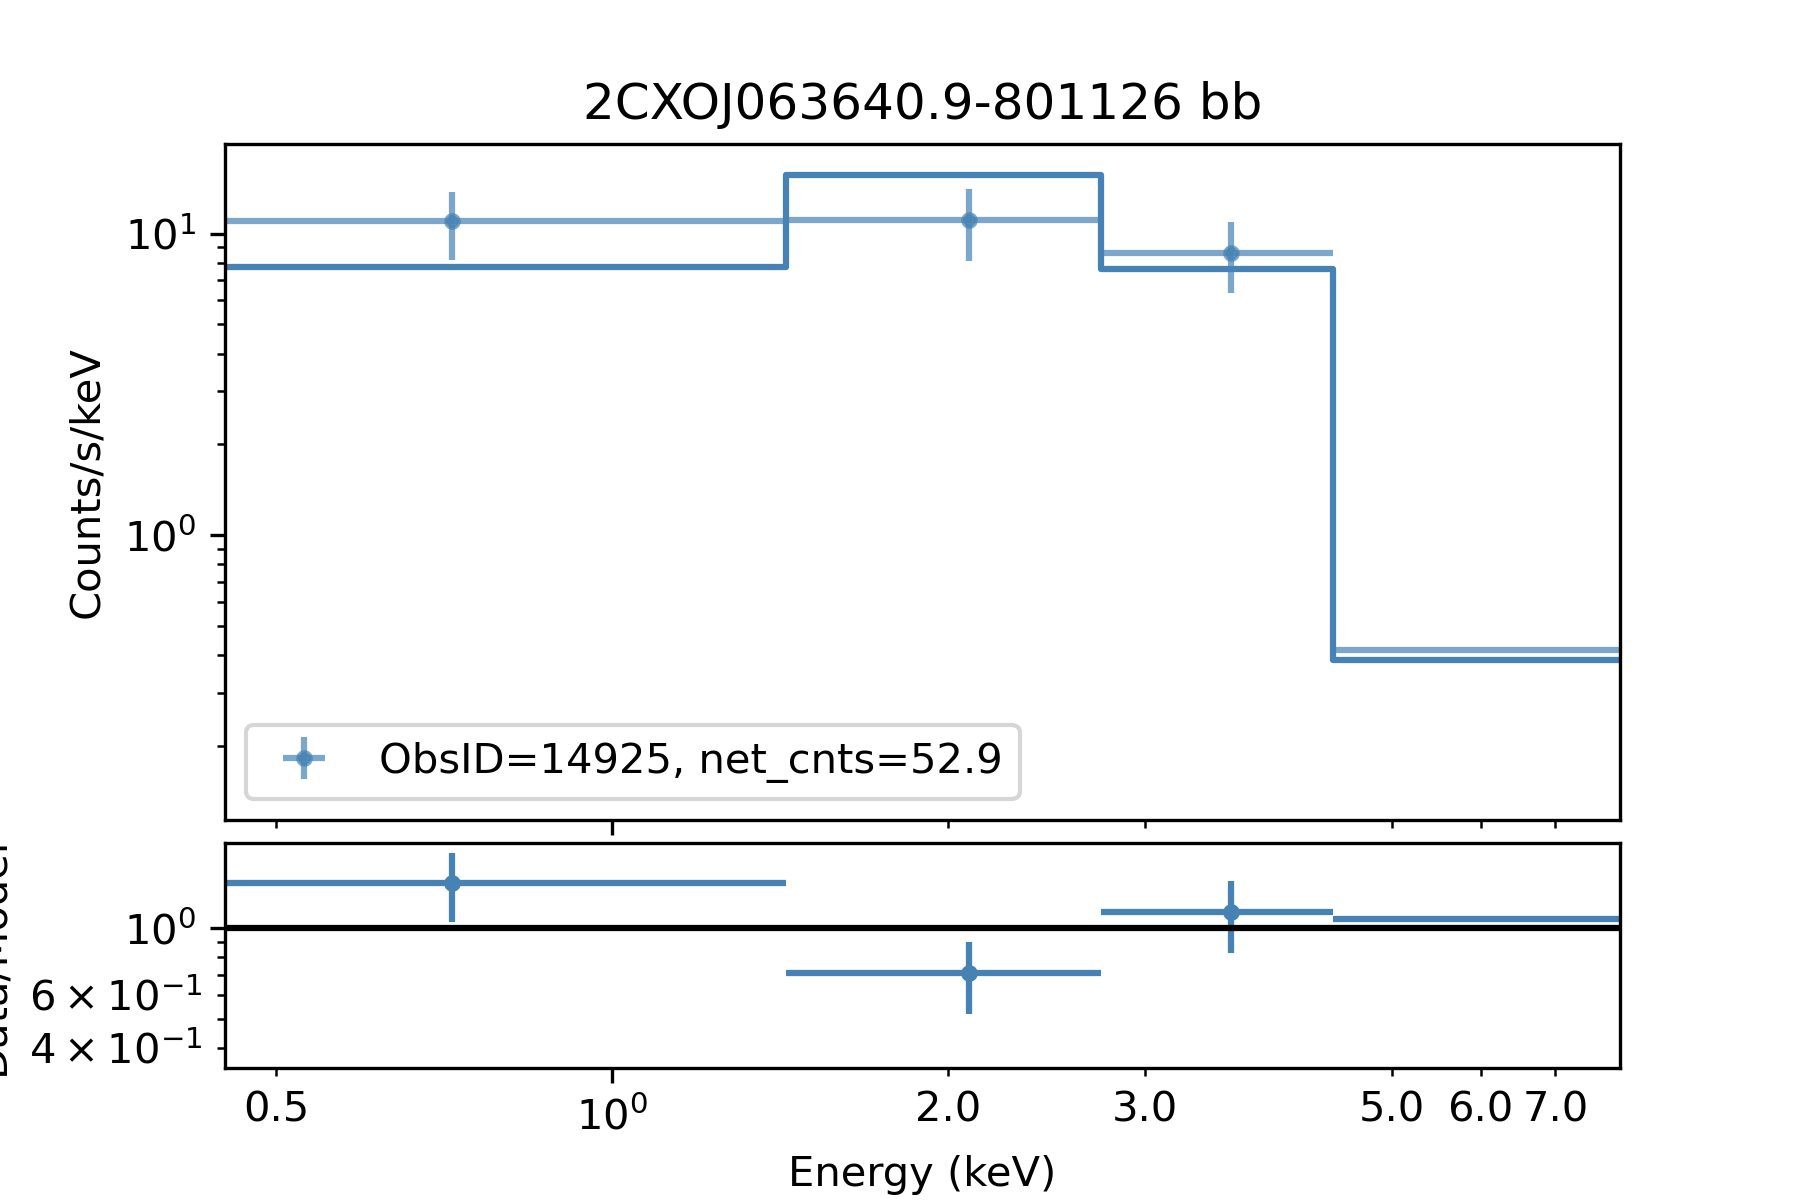 2CXOJ063640.9-801126 bb
Counts/s/keV
10¹
10⁰
ObsID=14925, net_cnts=52.9
10⁰
6×10⁻¹
4×10⁻¹
0.5 10⁰ 2.0 3.0 5.0 6.0 7.0
Energy (keV)